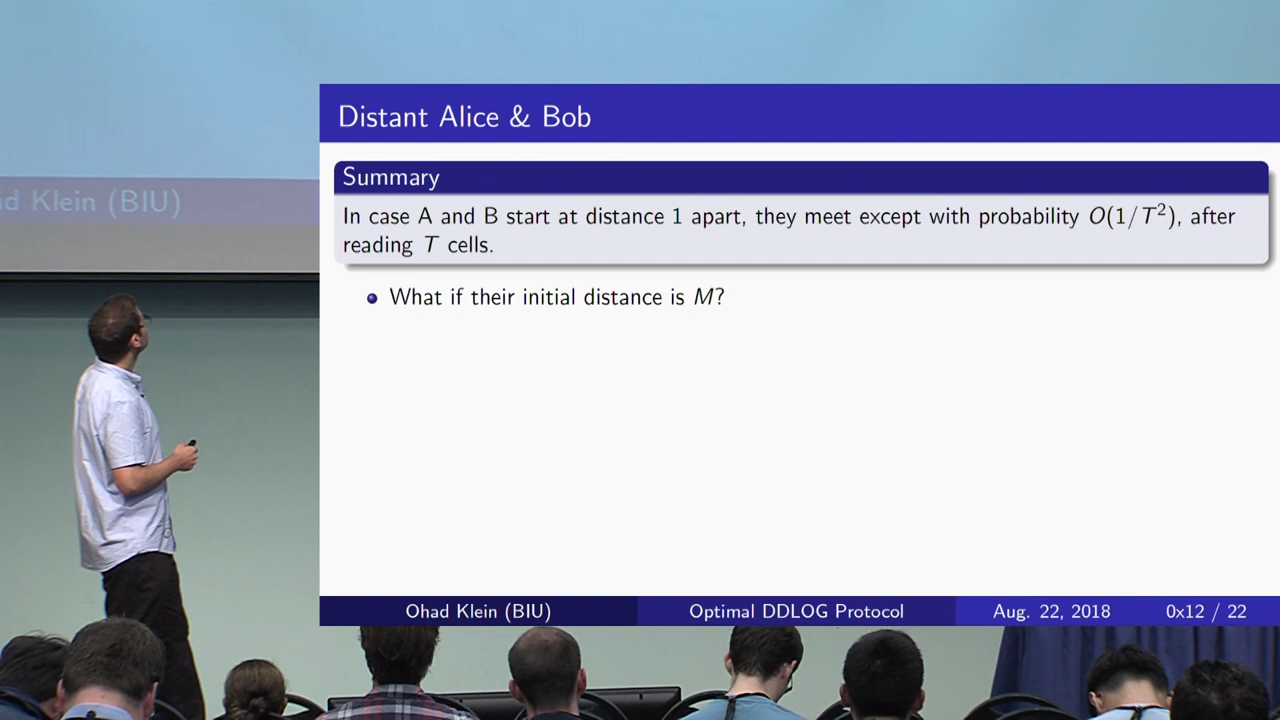 Distant Alice & Bob
Summary
In case A and B start at distance 1 apart, they meet except with probability O(1/T²), after
reading T cells.
What if their initial distance is M?
d Klein (BIU)
Ohad Klein (BIU) Optimal DDLOG Protocol Aug. 22, 2018 0x12 / 22